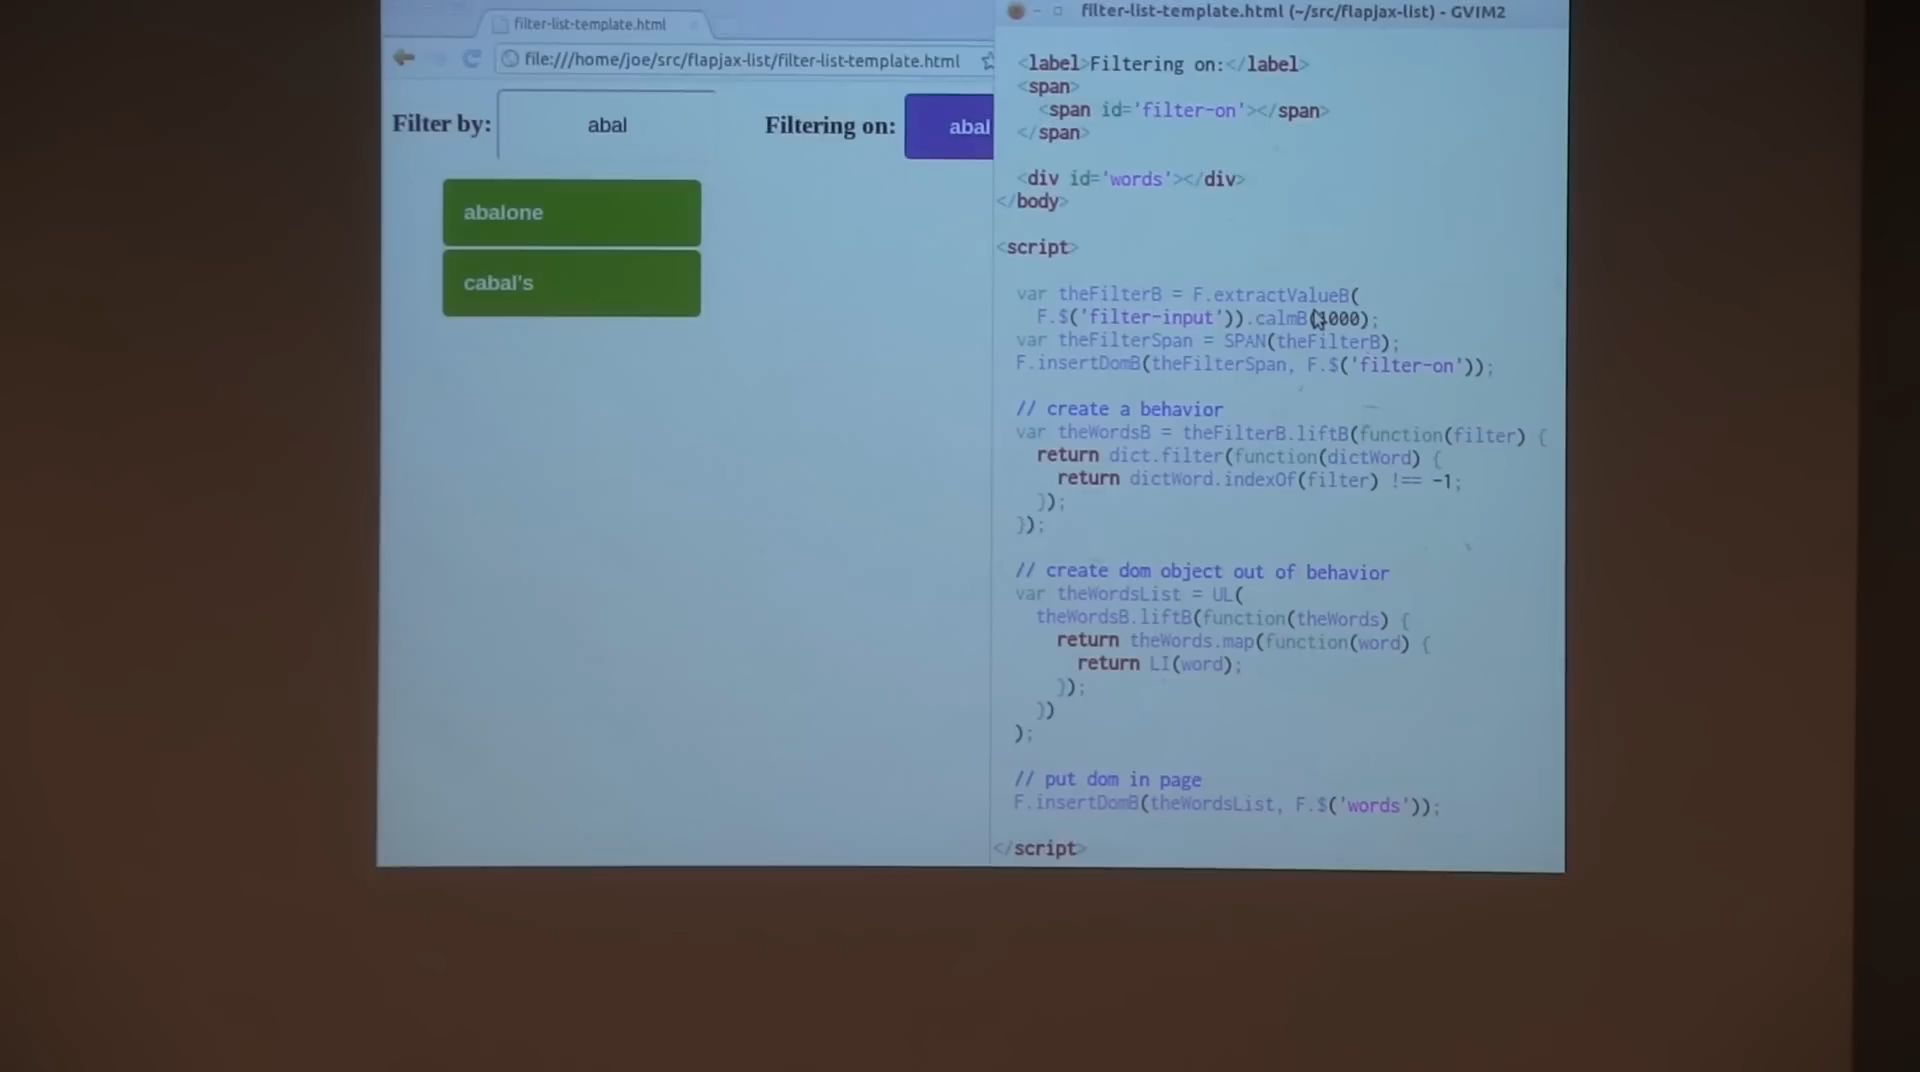 filter-list-template.html
file:///home/joe/src/flapjax-list/filter-list-template.html
Filter by:
abal
Filtering on:
abal
abalone
cabal's
filter-list-template.html (~/src/flapjax-list) - GVIM2
<label>Filtering on:</label>
<span>
<span id='filter-on'></span>
</span>
<div id='words'></div>
</body>
<script>
var theFilterB = F.extractValueB(
F.$('filter-input')).calmB(1000);
var theFilterSpan = SPAN(theFilterB);
F.insertDomB(theFilterSpan, F.$('filter-on'));
// create a behavior
var theWordsB = theFilterB.liftB(function(filter) {
return dict.filter(function(dictWord) {
return dictWord.indexOf(filter) !== -1;
});
});
// create dom object out of behavior
var theWordsList = UL(
theWordsB.liftB(function(theWords) {
return theWords.map(function(word) {
return LI(word);
});
})
);
// put dom in page
F.insertDomB(theWordsList, F.$('words'));
</script>